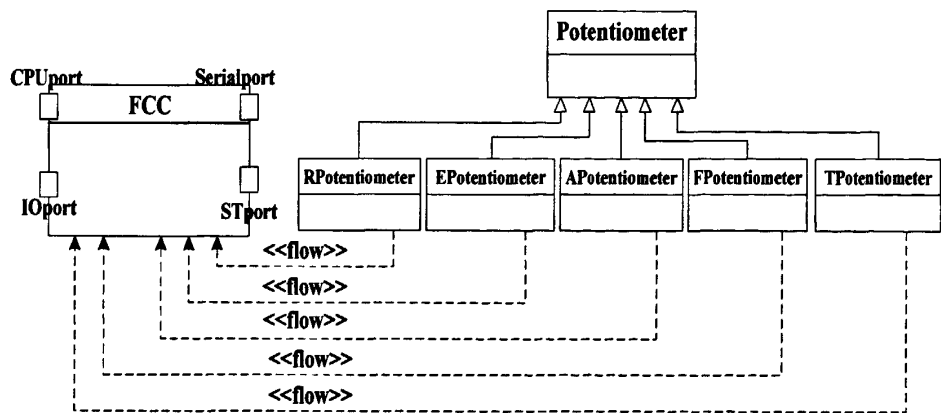 Potentiometer
CPUport
Serialport
FCC
RPotentiometer
EPotentiometer
APotentiometer
FPotentiometer
TPotentiometer
IOport
STport
<<flow>>
<<flow>>
<<flow>>
<<flow>>
<<flow>>